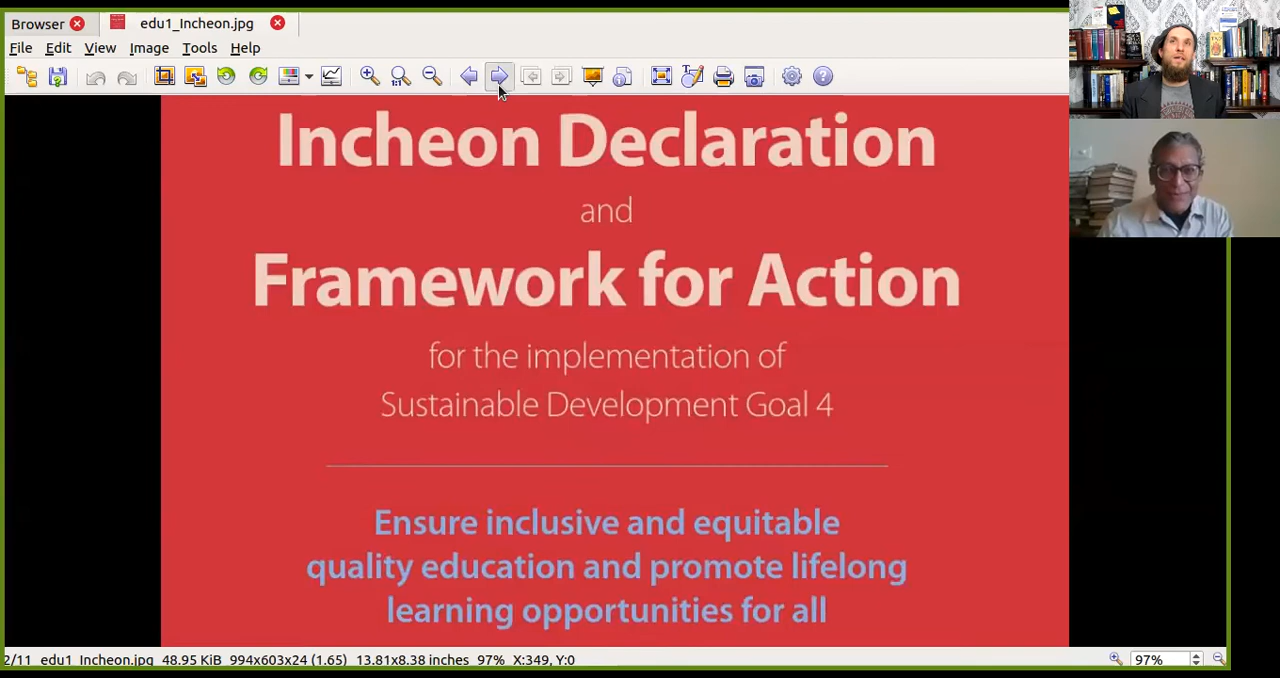 Browser
edu1_Incheon.jpg
File Edit View Image Tools Help
Incheon Declaration
and
Framework for Action
for the implementation of
Sustainable Development Goal 4
Ensure inclusive and equitable
quality education and promote lifelong
learning opportunities for all
2/11 edu1_Incheon.jpg 48.95 KiB 994x603x24 (1.65) 13.81x8.38 inches 97% X:349, Y:0
97%